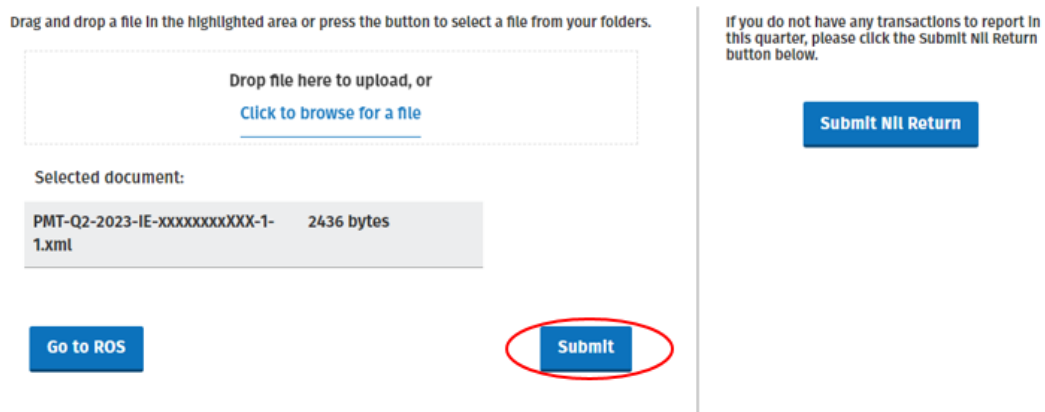 Drag and drop a file in the highlighted area or press the button to select a file from your folders.
Drop file here to upload, or
Click to browse for a file
Selected document:
PMT-Q2-2023-IE-xxxxxxxxXXX-1-
1.xml
2436 bytes
Go to ROS
Submit
If you do not have any transactions to report in
this quarter, please click the Submit Nil Return
button below.
Submit Nil Return